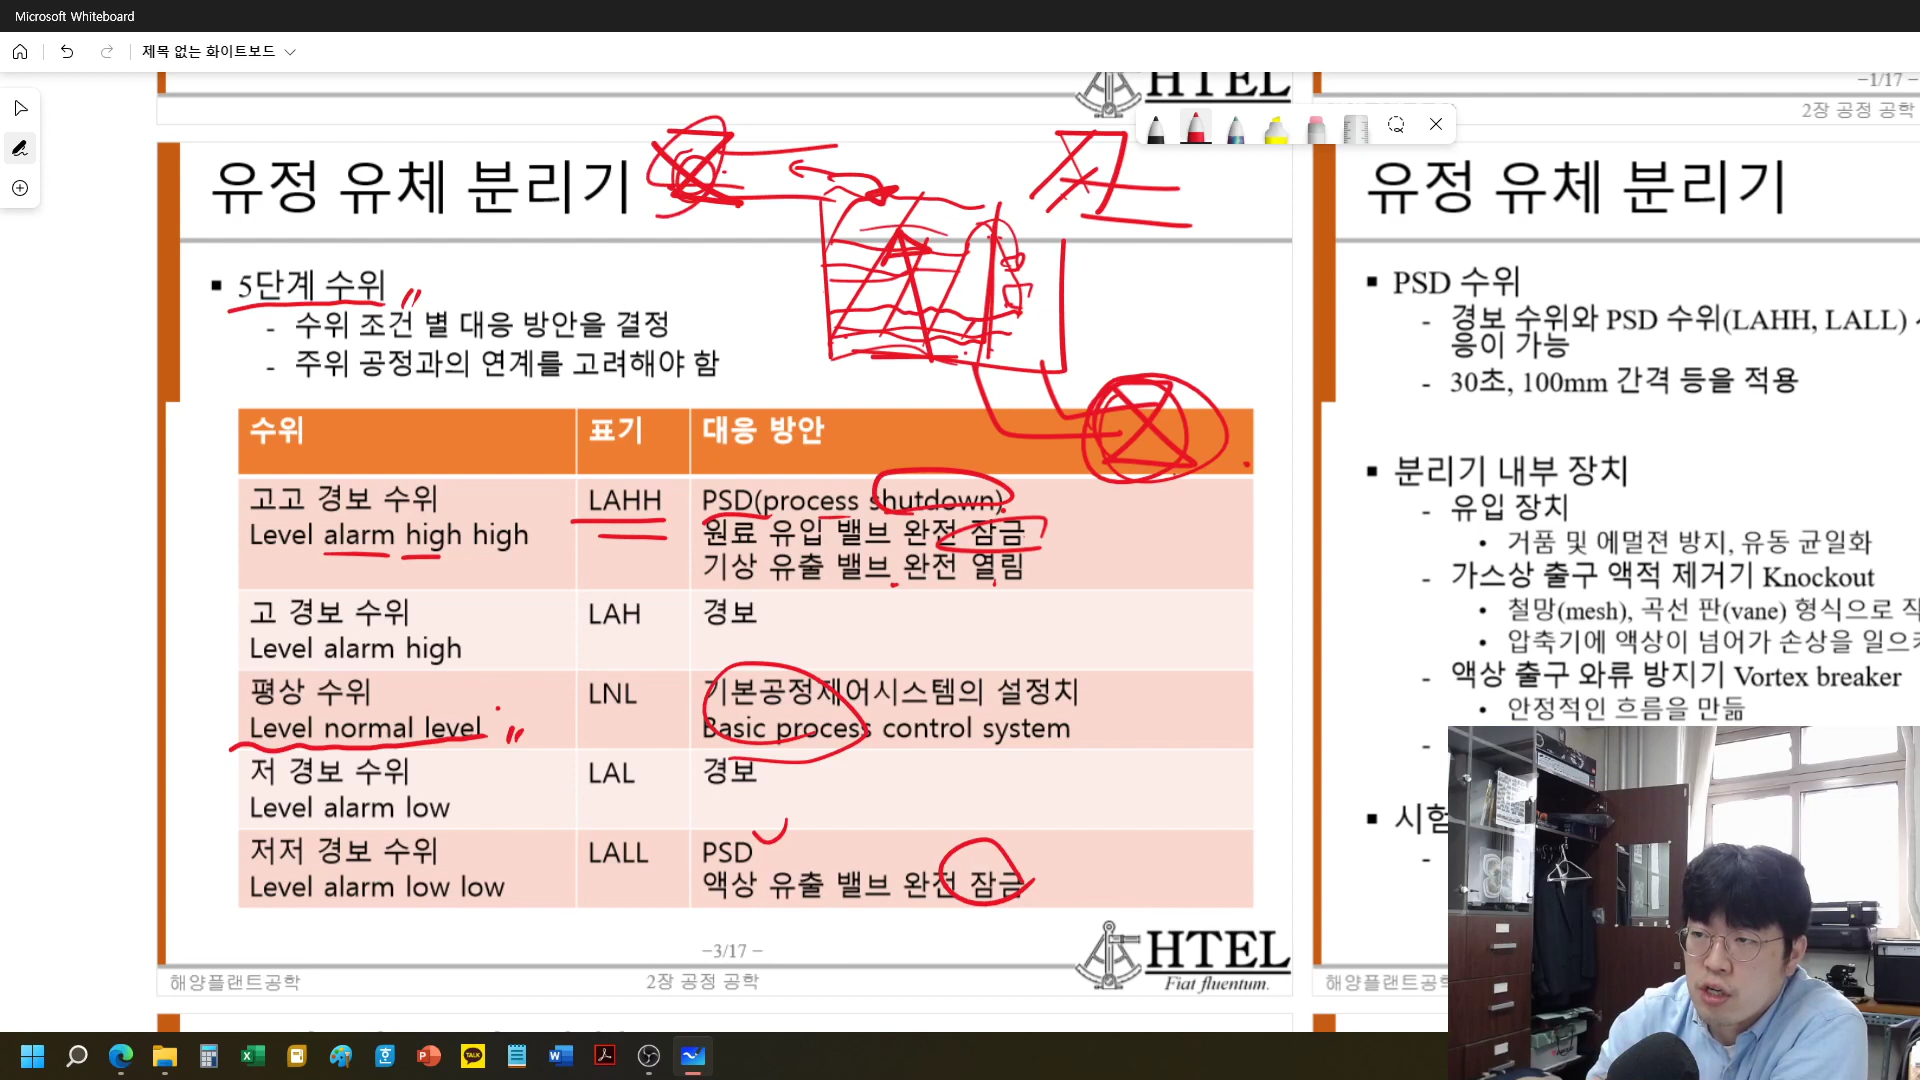 Microsoft Whiteboard
제목 없는 화이트보드
HTEL
유정 유체 분리기
▪ 5단계 수위
- 수위 조건 별 대응 방안을 결정
- 주위 공정과의 연계를 고려해야 함
수위 표기 대응 방안
고고 경보 수위
Level alarm high high
LAHH
PSD(process shutdown)
원료 유입 밸브 완전 잠금
기상 유출 밸브 완전 열림
고 경보 수위
Level alarm high
LAH
경보
평상 수위
Level normal level
LNL
기본공정제어시스템의 설정치
Basic process control system
저 경보 수위
Level alarm low
LAL
경보
저저 경보 수위
Level alarm low low
LALL
PSD
액상 유출 밸브 완전 잠금
–3/17 –
해양플랜트공학
2장 공정 공학
HTEL
Fiat fluentum.
–1/17 –
2장 공정 공학
유정 유체 분리기
▪ PSD 수위
- 경보 수위와 PSD 수위(LAHH, LALL)
응이 가능
- 30초, 100mm 간격 등을 적용
▪ 분리기 내부 장치
- 유입 장치
• 거품 및 에멀젼 방지, 유동 균일화
- 가스상 출구 액적 제거기 Knockout
• 철망(mesh), 곡선 판(vane) 형식으로
• 압축기에 액상이 넘어가 손상을
- 액상 출구 와류 방지기 Vortex breaker
• 안정적인 흐름을 만듦
-
▪ 시험
-
해양플랜트공학
TALK